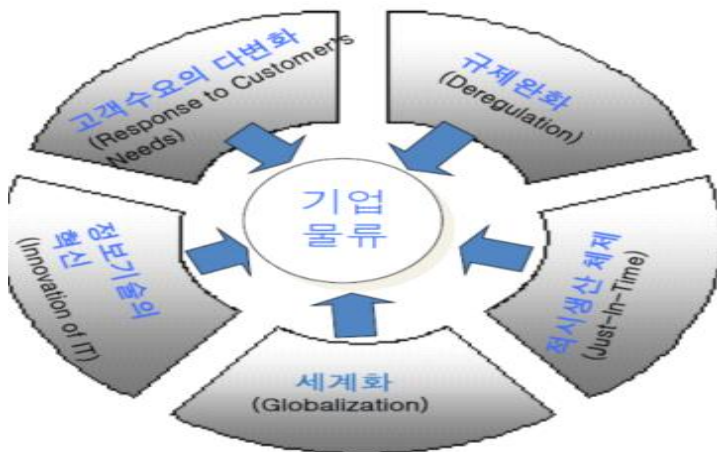 고객수요의 다변화
(Response to Customer's
Needs)
규제완화
(Deregulation)
기업
물류
정보기술의
혁신
(Innovation of IT)
적시생산 체제
(Just-In-Time)
세계화
(Globalization)